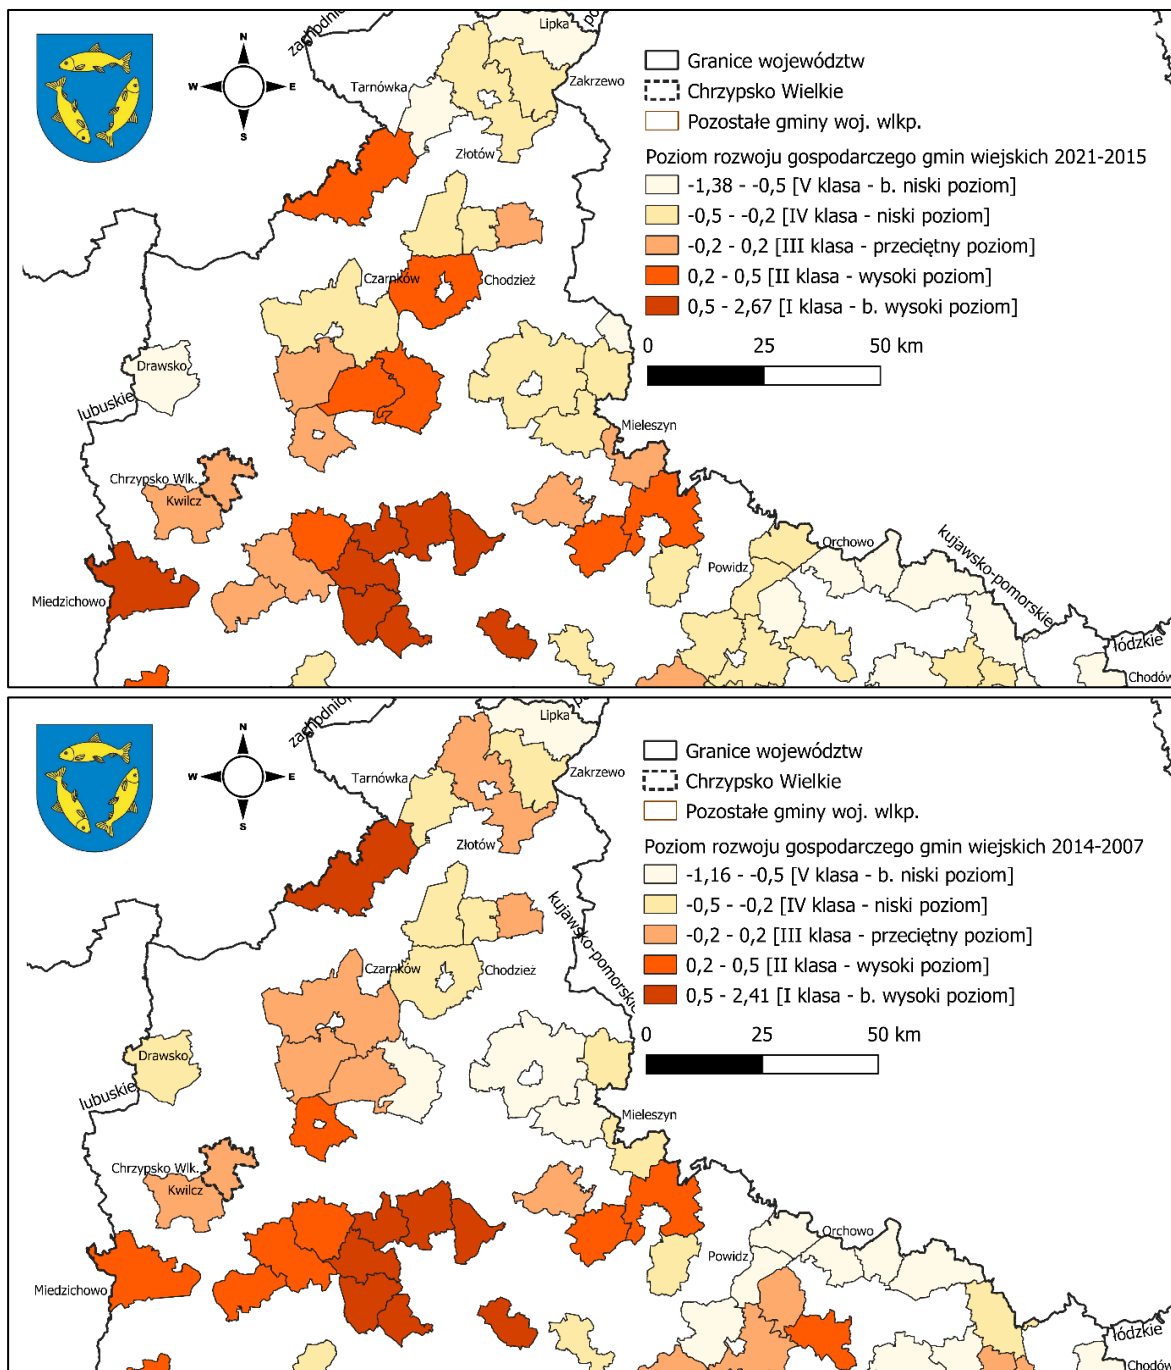 zachodniop
po
Lipka
N
W
E
S
Tarnówka
Zakrzewo
Złotów
Granice województw
Chrzypsko Wielkie
Pozostałe gminy woj. wlkp.
Poziom rozwoju gospodarczego gmin wiejskich 2021-2015
-1,38 - -0,5 [V klasa - b. niski poziom]
-0,5 - -0,2 [IV klasa - niski poziom]
-0,2 - 0,2 [III klasa - przeciętny poziom]
0,2 - 0,5 [II klasa - wysoki poziom]
0,5 - 2,67 [I klasa - b. wysoki poziom]
0 25 50 km
Czarnków
Chodzież
Drawsko
lubuskie
Mieleszyn
Chrzypsko Wlk.
Kwilcz
Miedzichowo
Powidz
Orchowo
kujawsko-pomorskie
łódzkie
Chodów
zachdniop
po
Lipka
N
W
E
S
Tarnówka
Zakrzewo
Złotów
Granice województw
Chrzypsko Wielkie
Pozostałe gminy woj. wlkp.
Poziom rozwoju gospodarczego gmin wiejskich 2014-2007
-1,16 - -0,5 [V klasa - b. niski poziom]
-0,5 - -0,2 [IV klasa - niski poziom]
-0,2 - 0,2 [III klasa - przeciętny poziom]
0,2 - 0,5 [II klasa - wysoki poziom]
0,5 - 2,41 [I klasa - b. wysoki poziom]
0 25 50 km
kujawsko-pomorskie
Czarnków
Chodzież
Drawsko
lubuskie
Mieleszyn
Chrzypsko Wlk.
Kwilcz
Miedzichowo
Powidz
Orchowo
łódzkie
Chodów